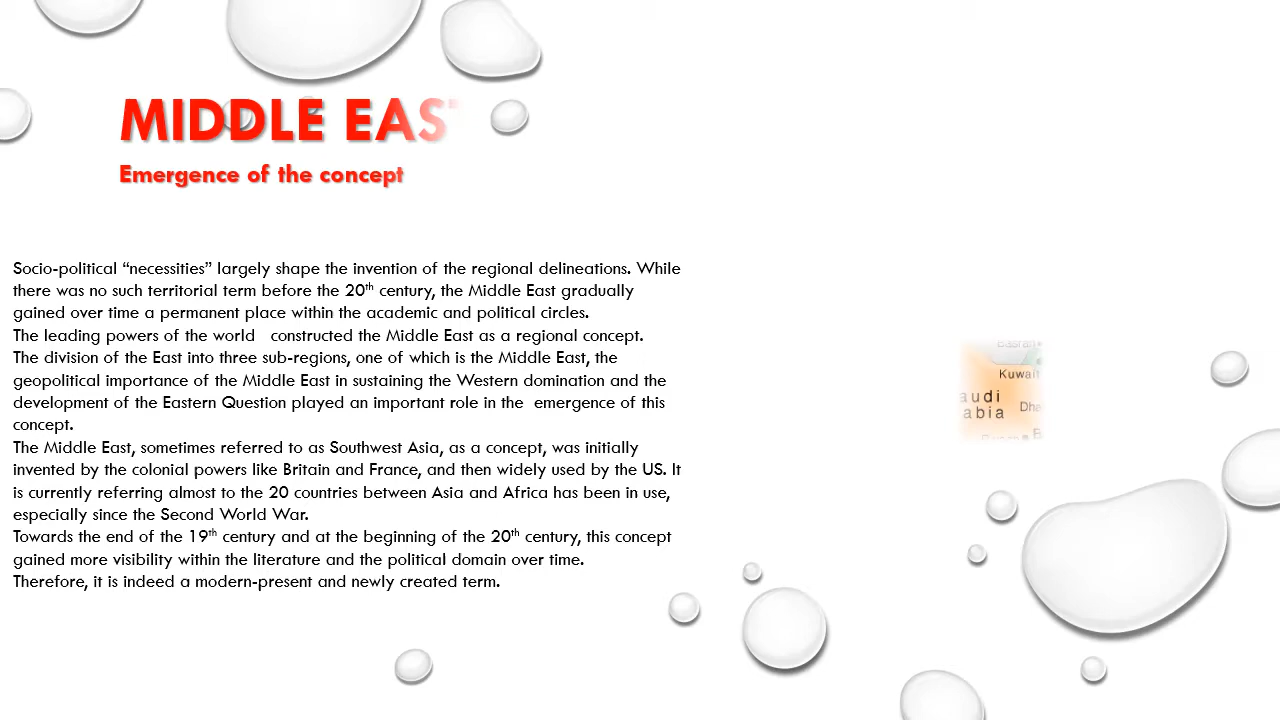 MIDDLE EAST
Emergence of the concept
Socio-political “necessities” largely shape the invention of the regional delineations. While
there was no such territorial term before the 20th century, the Middle East gradually
gained over time a permanent place within the academic and political circles.
The leading powers of the world   constructed the Middle East as a regional concept.
The division of the East into three sub-regions, one of which is the Middle East, the
geopolitical importance of the Middle East in sustaining the Western domination and the
development of the Eastern Question played an important role in the  emergence of this
concept.
The Middle East, sometimes referred to as Southwest Asia, as a concept, was initially
invented by the colonial powers like Britain and France, and then widely used by the US. It
is currently referring almost to the 20 countries between Asia and Africa has been in use,
especially since the Second World War.
Towards the end of the 19th century and at the beginning of the 20th century, this concept
gained more visibility within the literature and the political domain over time.
Therefore, it is indeed a modern-present and newly created term.
Basrah
Kuwait
audi
abia
Dha